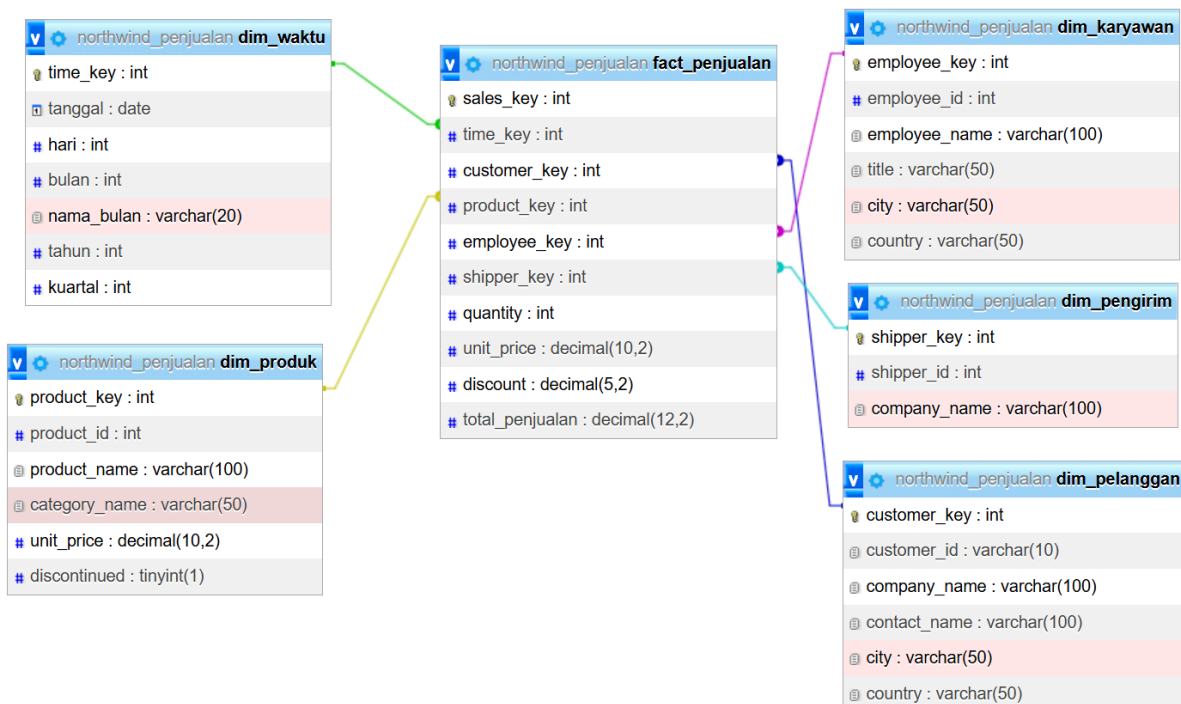 northwind_penjualan dim_waktu
time_key : int
tanggal : date
hari : int
bulan : int
nama_bulan : varchar(20)
tahun : int
kuartal : int
northwind_penjualan dim_produk
product_key : int
product_id : int
product_name : varchar(100)
category_name : varchar(50)
unit_price : decimal(10,2)
discontinued : tinyint(1)
northwind_penjualan fact_penjualan
sales_key : int
time_key : int
customer_key : int
product_key : int
employee_key : int
shipper_key : int
quantity : int
unit_price : decimal(10,2)
discount : decimal(5,2)
total_penjualan : decimal(12,2)
northwind_penjualan dim_karyawan
employee_key : int
employee_id : int
employee_name : varchar(100)
title : varchar(50)
city : varchar(50)
country : varchar(50)
northwind_penjualan dim_pengirim
shipper_key : int
shipper_id : int
company_name : varchar(100)
northwind_penjualan dim_pelanggan
customer_key : int
customer_id : varchar(10)
company_name : varchar(100)
contact_name : varchar(100)
city : varchar(50)
country : varchar(50)